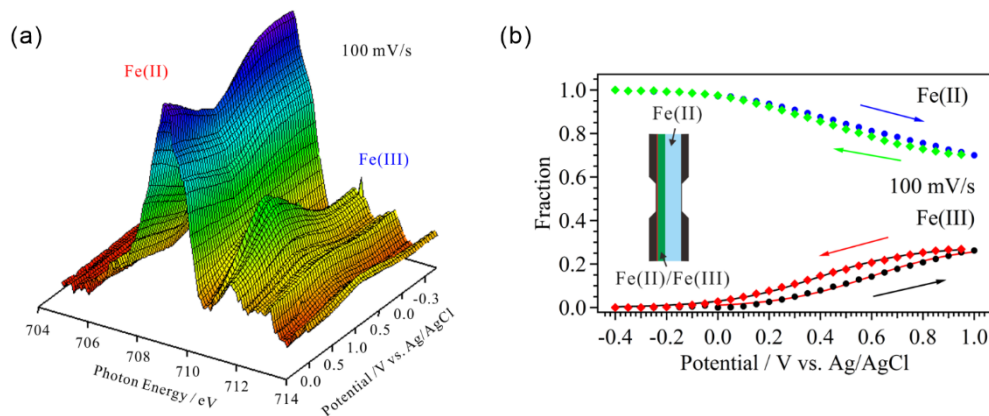 (a)
100 mV/s
Fe(II)
Fe(III)
704
706
708
710
712
714
Photon Energy / eV
0.0
0.5
1.0
0.5
0.0
-0.3
Potential / V vs. Ag/AgCl
(b)
1.0
0.8
0.6
0.4
0.2
0.0
Fraction
Fe(II)
Fe(II)
100 mV/s
Fe(III)
Fe(II)/Fe(III)
-0.4
-0.2
0.0
0.2
0.4
0.6
0.8
1.0
Potential / V vs. Ag/AgCl